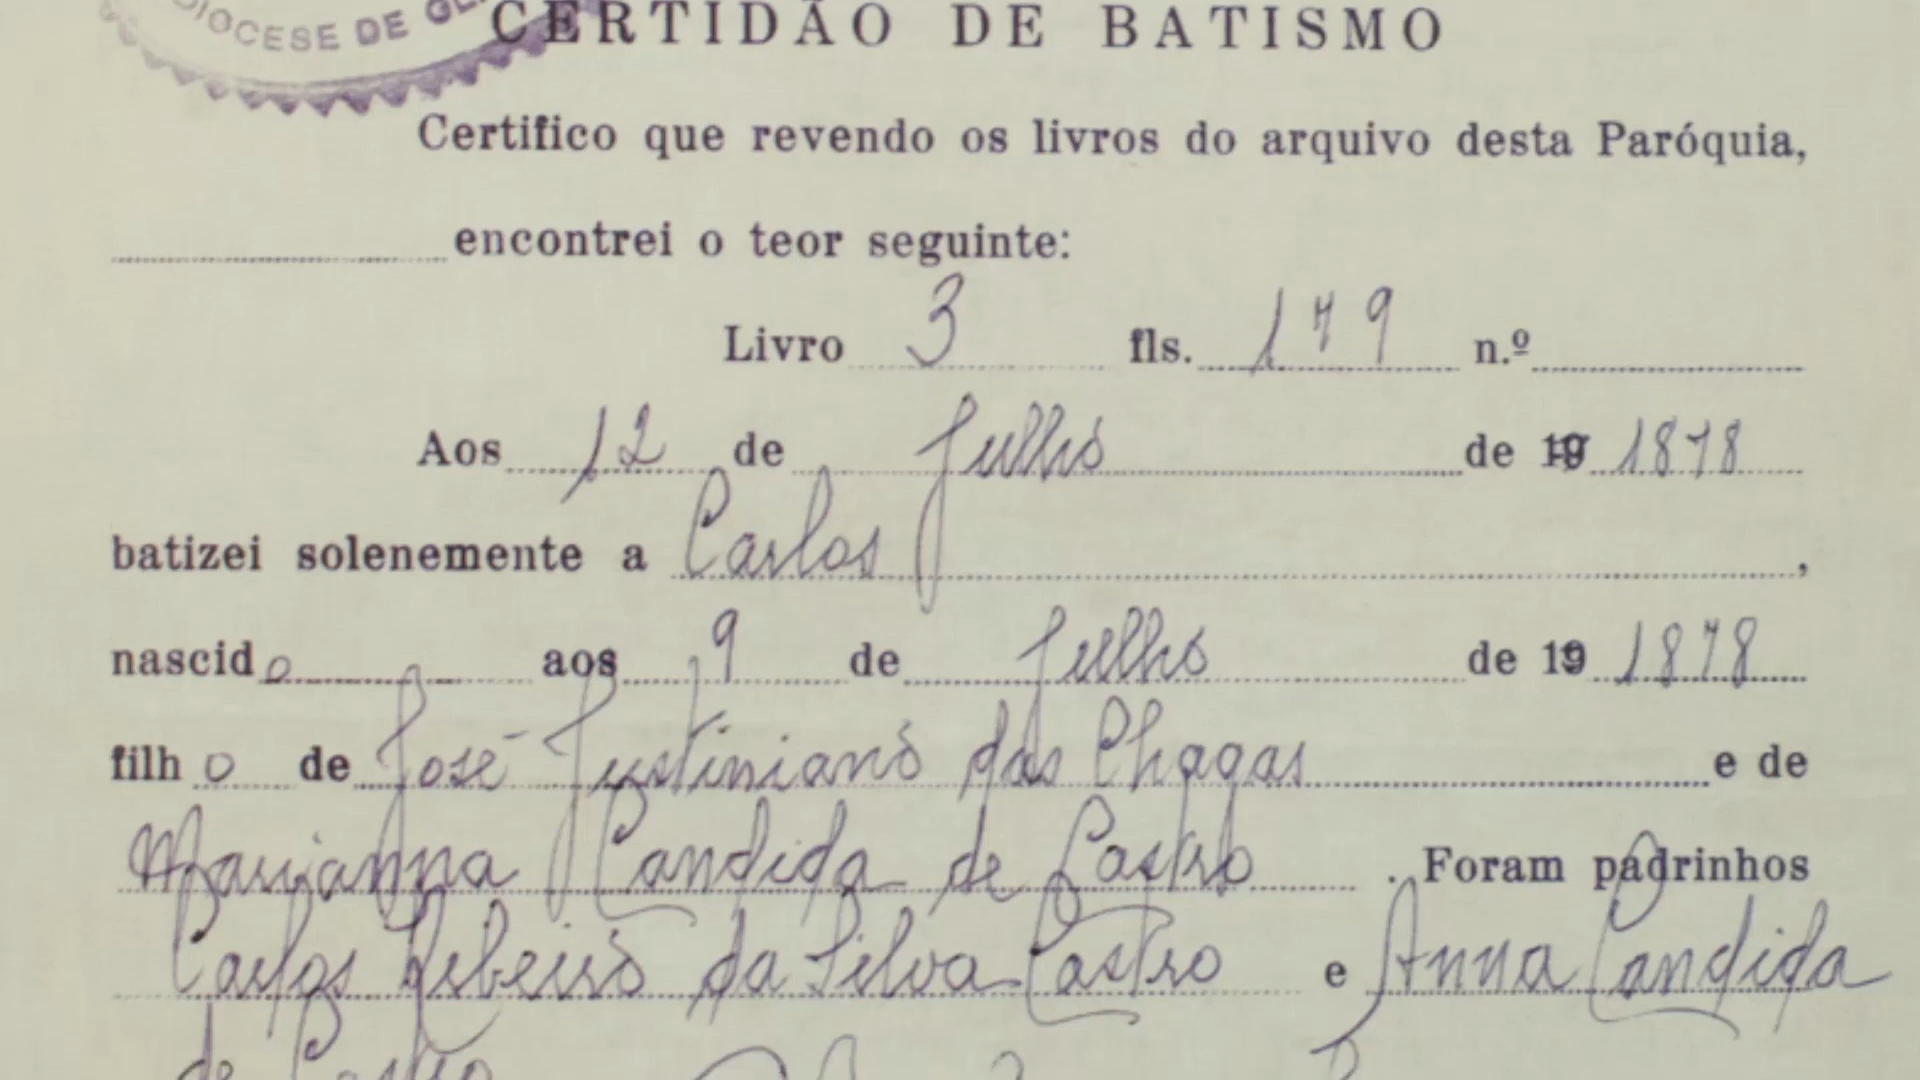 DIOCESE DE
CERTIDÃO DE BATISMO
Certifico que revendo os livros do arquivo desta Paróquia,
encontrei o teor seguinte:
Livro 3 fls. 179 n.º
Aos 12 de Julho de 19 1878
batizei solenemente a Carlos,
nascido aos 9 de Julho de 19 1878
filho de José Justiniano das Chagas e de
Marianna Candida de Castro. Foram padrinhos
Carlos Ribeiro da Silva Castro e Anna Candida
de Castro